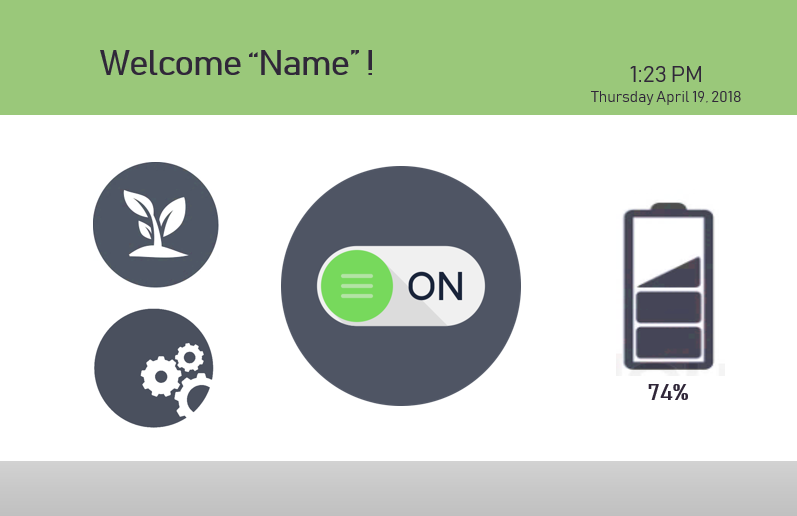 Welcome “Name” !
1:23 PM
Thursday April 19, 2018
ON
74%